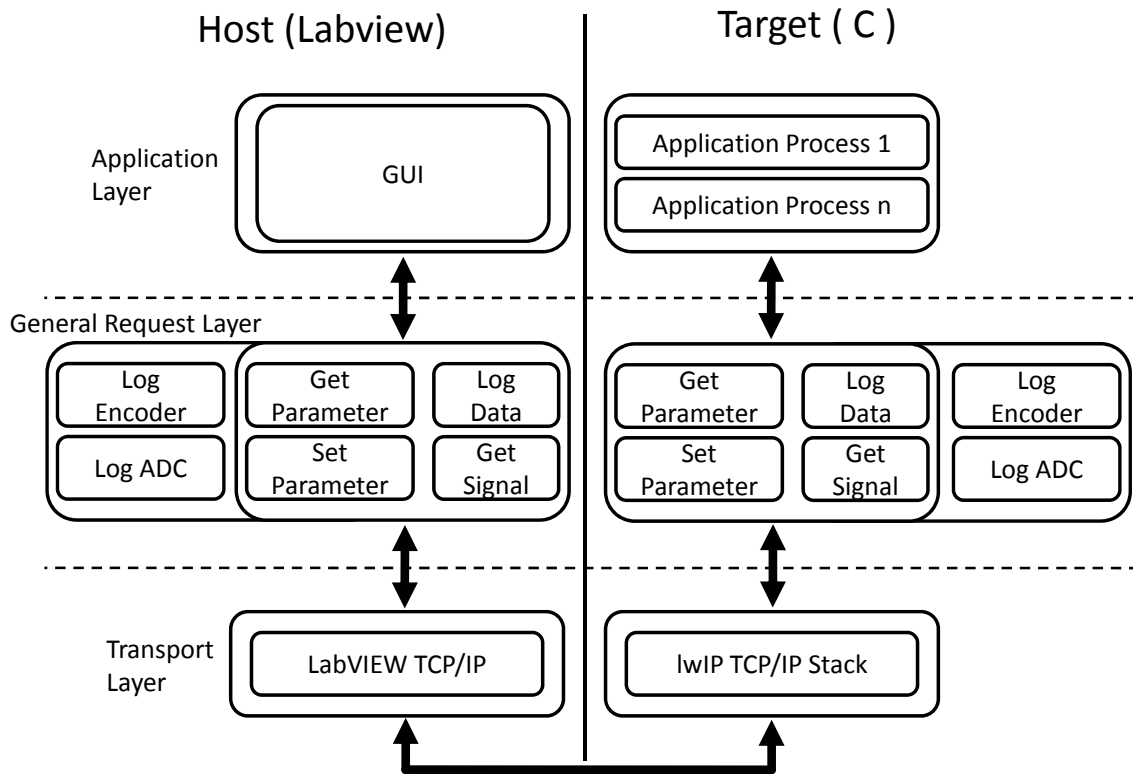 Host (Labview)
Target ( C )
Application
Layer
GUI
Application Process 1
Application Process n
General Request Layer
Log
Encoder
Get
Parameter
Log
Data
Log ADC
Set
Parameter
Get
Signal
Get
Parameter
Log
Data
Log
Encoder
Set
Parameter
Get
Signal
Log ADC
Transport
Layer
LabVIEW TCP/IP
lwIP TCP/IP Stack